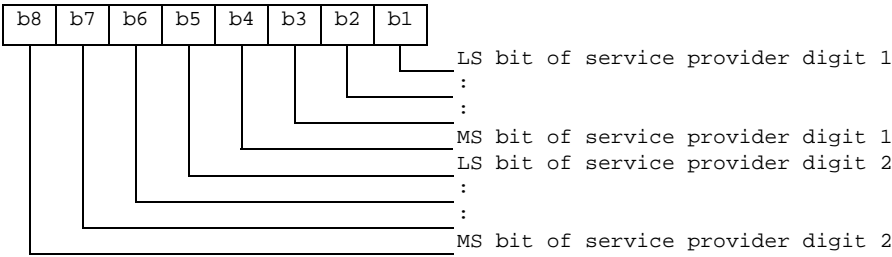 b8 b7 b6 b5 b4 b3 b2 b1
LS bit of service provider digit 1
:
:
MS bit of service provider digit 1
LS bit of service provider digit 2
:
:
MS bit of service provider digit 2